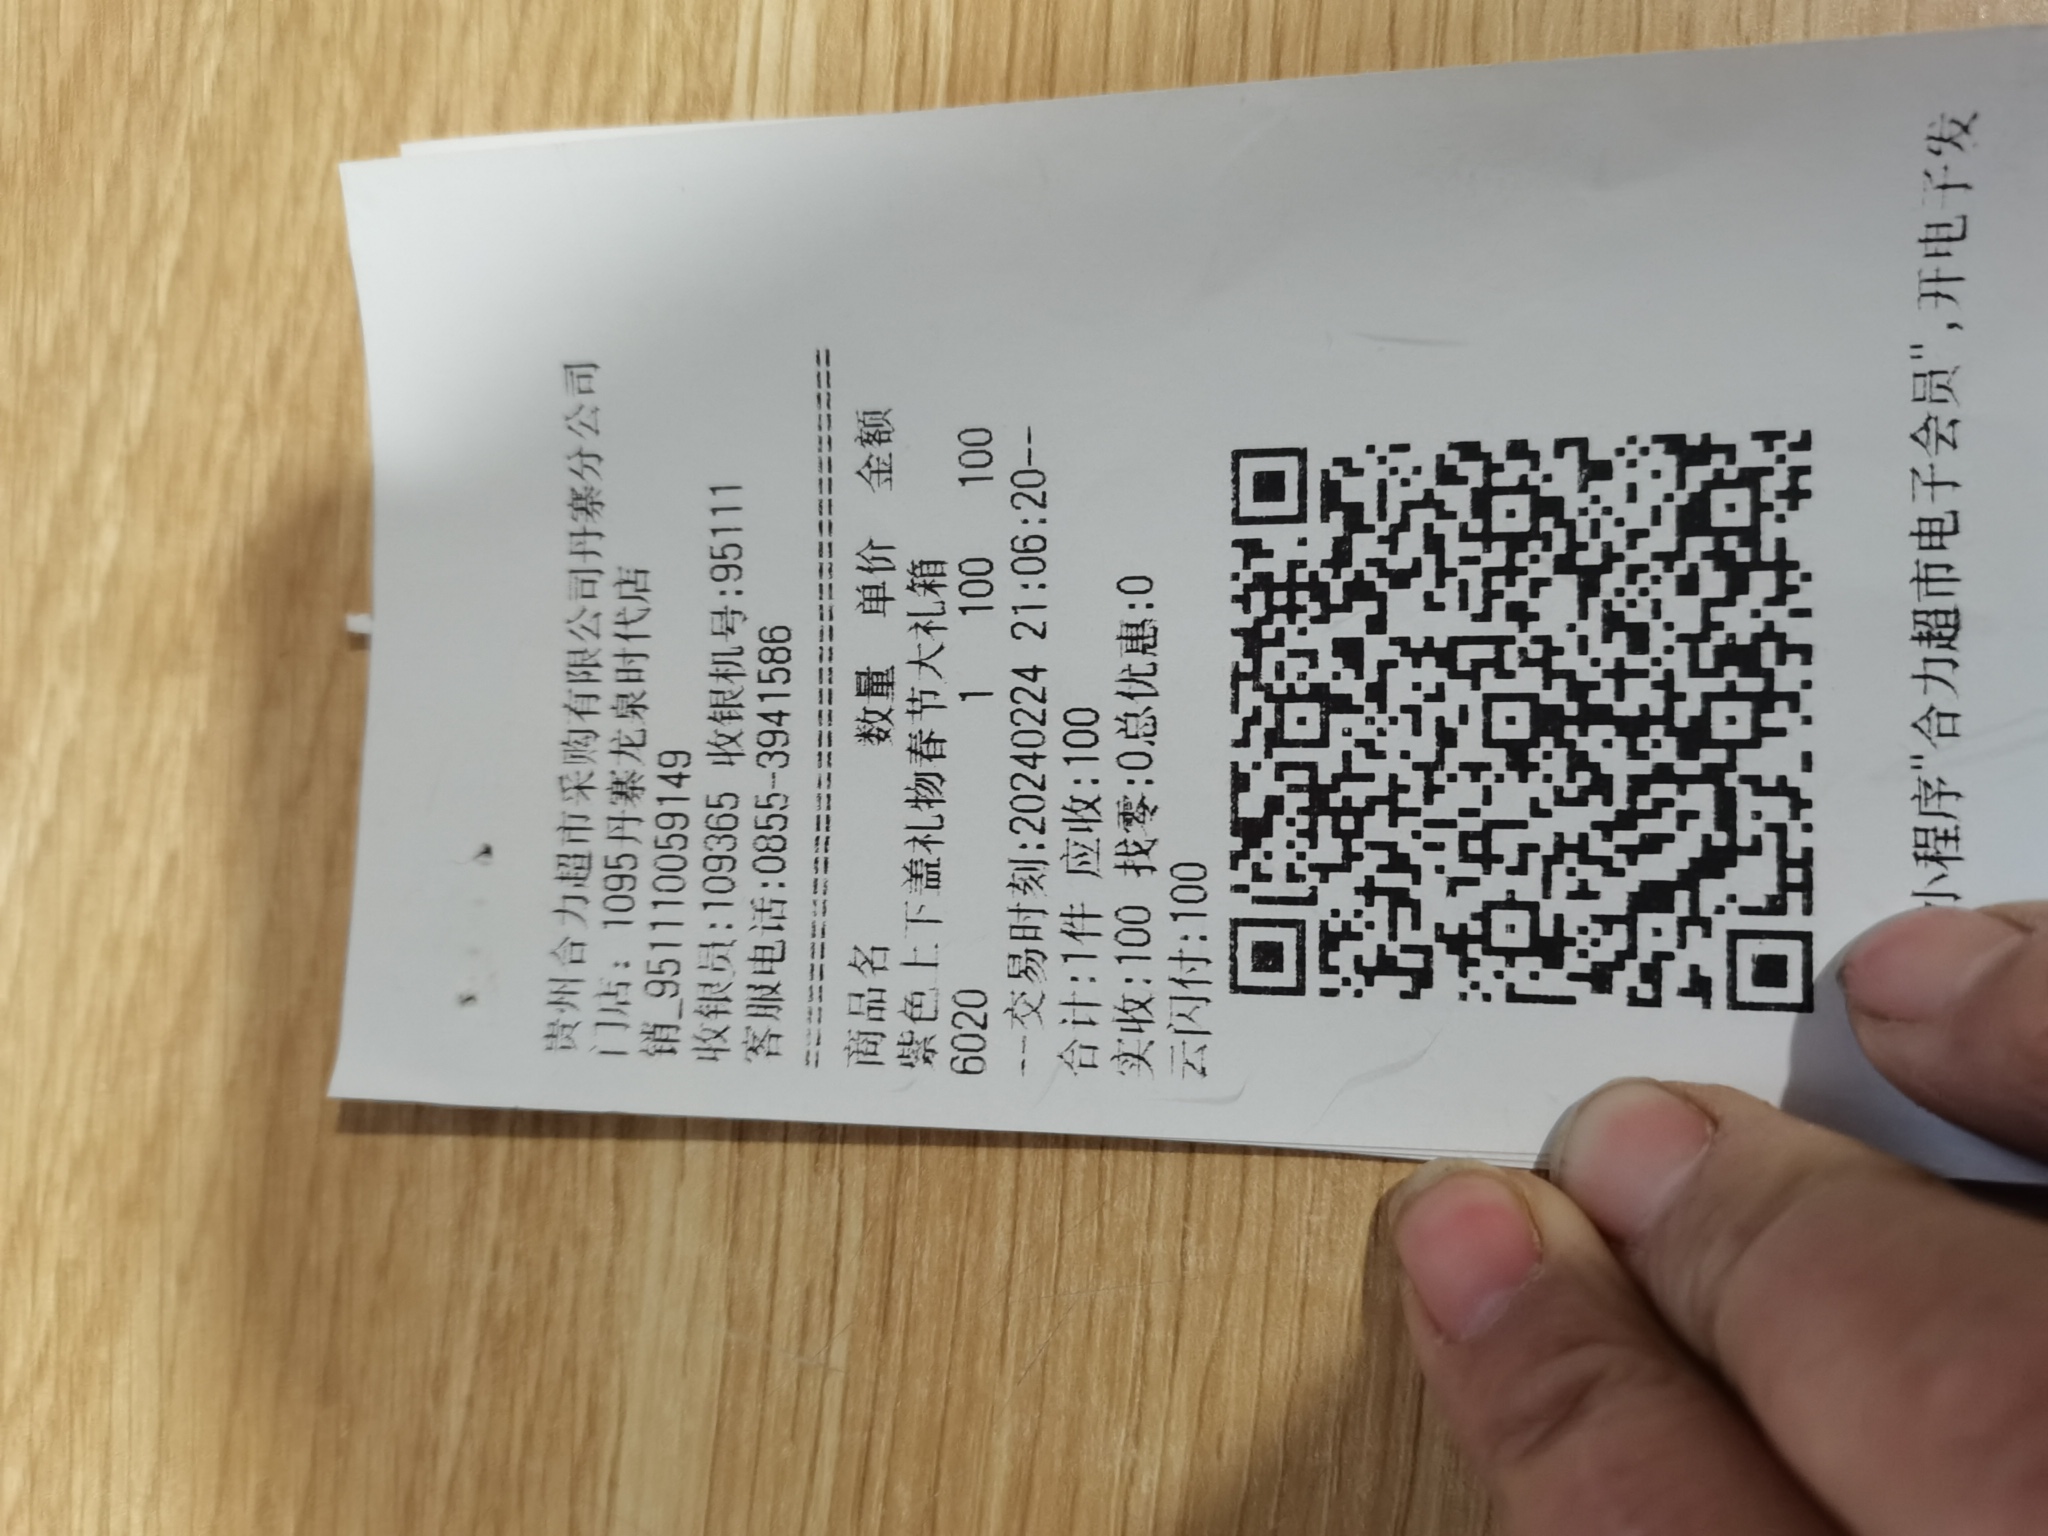 贵州合力超市采购有限公司丹寨分公司
门店: 1095丹寨龙泉时代店
销_9511110059149
收银员:109365 收银机号:95111
客服电话:0855-3941586
==========================================
商品名 数量 单价 金额
紫色上下盖礼物春节大礼箱
6020 1 100 100
--交易时刻:20240224 21:06:20--
合计:1件 应收:100
实收:100 找零:0总优惠:0
云闪付:100
小程序"合力超市电子会员",开电子发